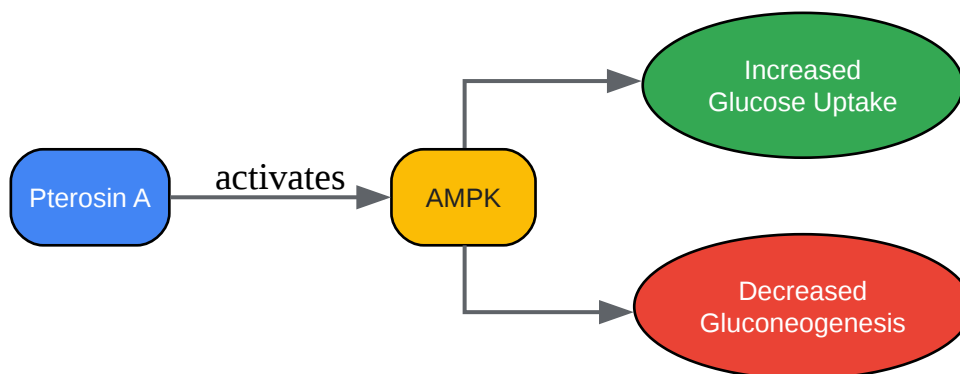 Pterosin A
activates
AMPK
Increased
Glucose Uptake
Decreased
Gluconeogenesis